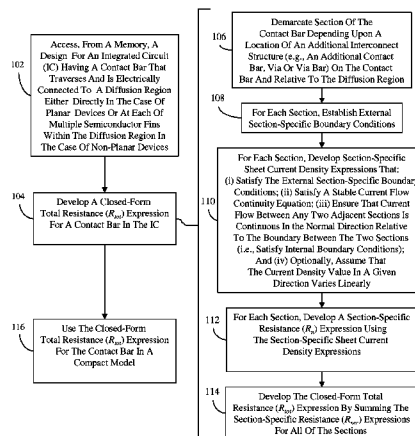 102
Access, From A Memory, A
Design For An Integrated Circuit
(IC) Having A Contact Bar That
Traverses And Is Electrically
Connected To A Diffusion Region
Either Directly In The Case Of
Planar Devices Or At Each Of
Multiple Semiconductor Fins
Within The Diffusion Region In
The Case Of Non-Planar Devices
104
Develop A Closed-Form
Total Resistance (Rtot) Expression
For A Contact Bar In The IC
116
Use The Closed-Form
Total Resistance (Rtot) Expression
For The Contact Bar In A
Compact Model
106
Demarcate Section Of The
Contact Bar Depending Upon A
Location Of An Additional Interconnect
Structure (e.g., An Additional Contact
Bar, Via Or Via Bar) On The Contact
Bar And Relative To The Diffusion Region
108
For Each Section, Establish External
Section-Specific Boundary Conditions
110
For Each Section, Develop Section-Specific
Sheet Current Density Expressions That:
(i) Satisfy The External Section-Specific Boundary
Conditions; (ii) Satisfy A Stable Current Flow
Continuity Equation; (iii) Ensure That Current
Flow Between Any Two Adjacent Sections Is
Continuous In the Normal Direction Relative
To The Boundary Between The Two Sections
(i.e., Satisfy Internal Boundary Conditions);
And (iv) Optionally, Assume That
The Current Density Value In A Given
Direction Varies Linearly
112
For Each Section, Develop A Section-Specific
Resistance (Rn) Expression Using
The Section-Specific Sheet Current
Density Expressions
114
Develop The Closed-Form Total
Resistance (Rtot) Expression By Summing The
Section-Specific Resistance (Rn) Expressions
For All Of The Sections